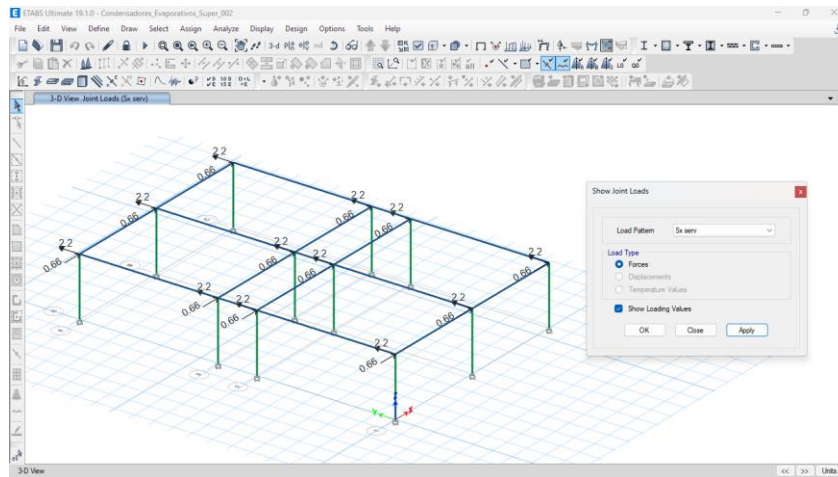 ETABS Ultimate 19.1.0 - Condensadores_Evaporativos_Super_002
File Edit View Define Draw Select Assign Analyze Display Design Options Tools Help
3-D View Joint Loads (Sx serv)
2.2
0.66
2.2
0.66
2.2
0.66
2.2
2.2
0.66
0.66
2.2
2.2
0.66
0.66
2.2
2.2
0.66
0.66
2.2
0.66
2.2
0.66
Show Joint Loads
Load Pattern Sx serv
Load Type
Forces
Displacements
Temperature Values
Show Loading Values
OK Close Apply
Y X
3-D View << >> Units